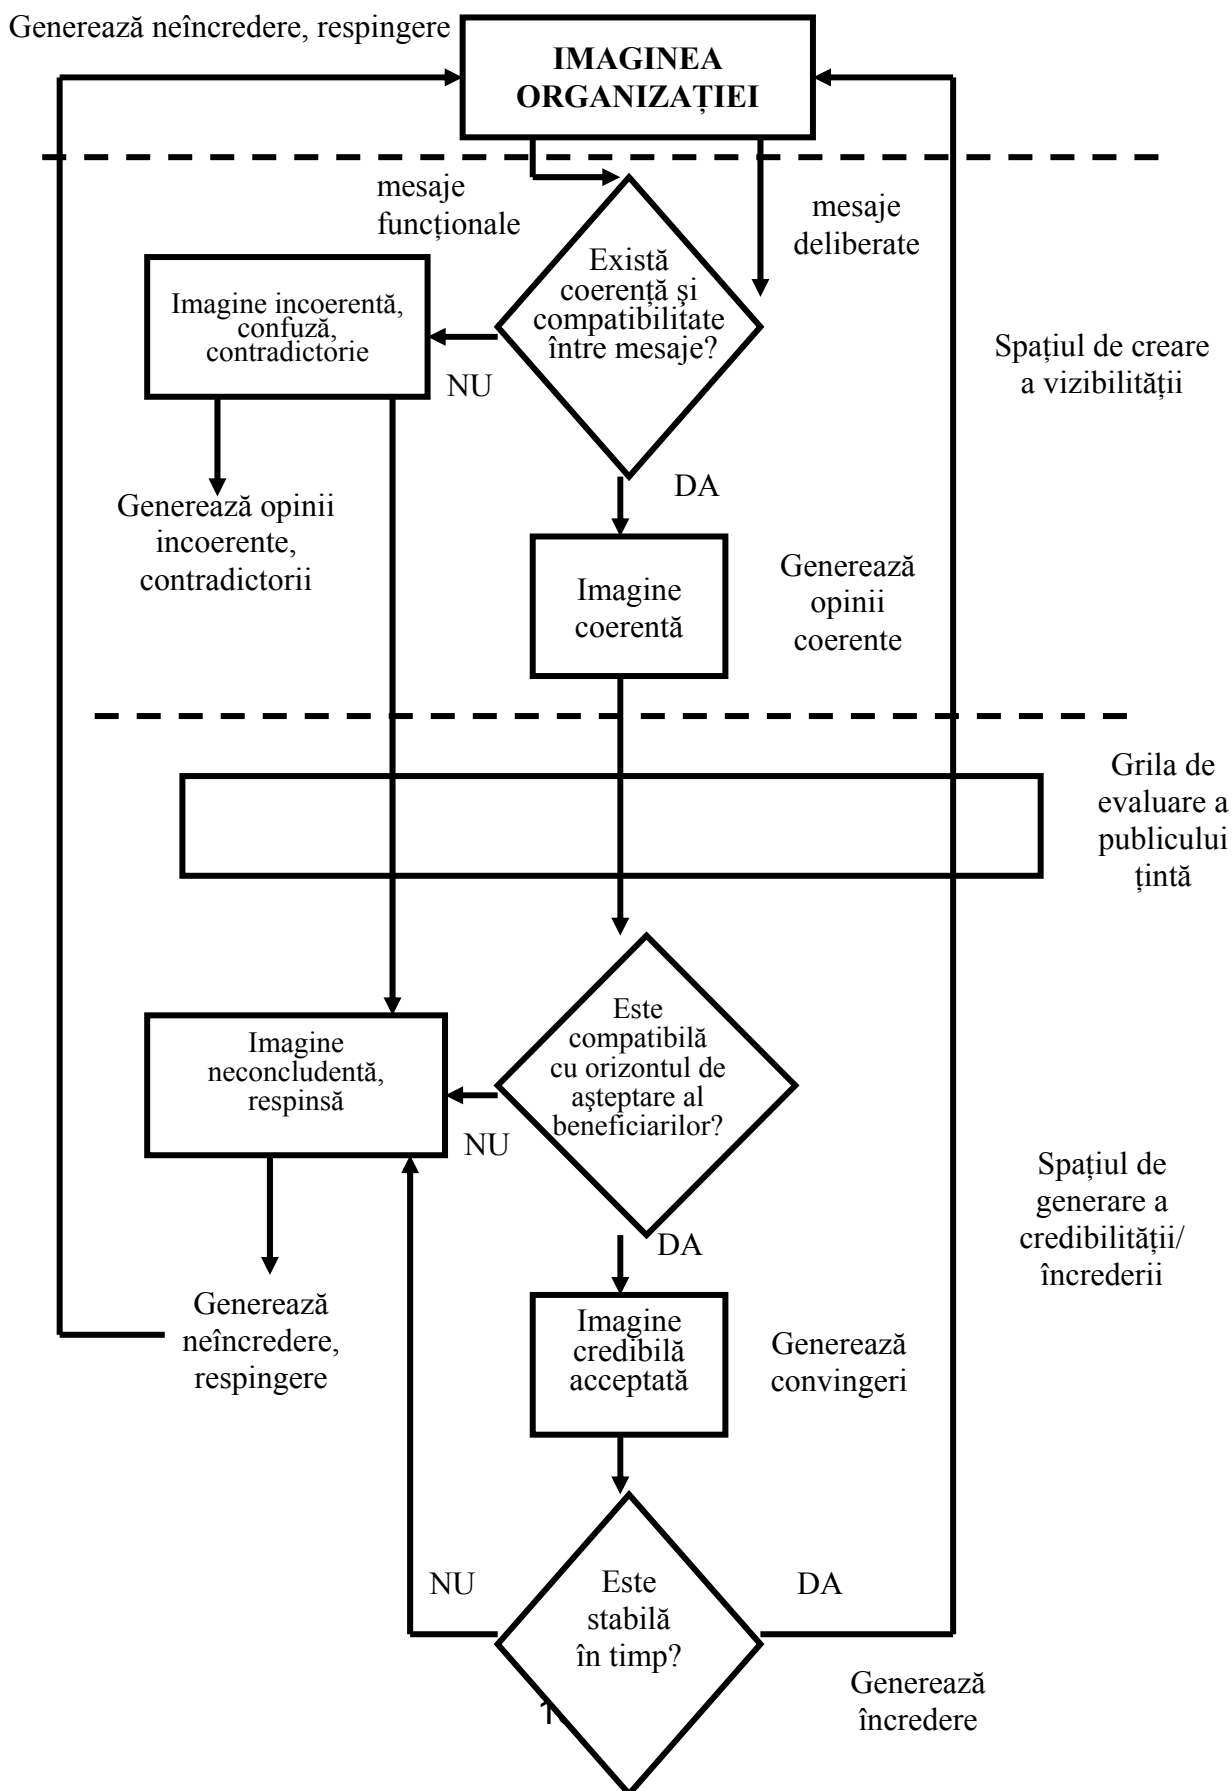 Generează neîncredere, respingere
IMAGINEA
ORGANIZAȚIEI
mesaje
funcționale
mesaje
deliberate
Există
coerență şi
compatibilitate
între mesaje?
Imagine incoerentă,
confuză,
contradictorie
NU
Spațiul de creare
a vizibilității
DA
Generează opinii
incoerente,
contradictorii
Imagine
coerentă
Generează
opinii
coerente
Grila de
evaluare a
publicului
țintă
Este
compatibilă
cu orizontul de
aşteptare al
beneficiarilor?
Imagine
neconcludentă,
respinsă
NU
Spațiul de
generare a
credibilității/
încrederii
DA
Generează
neîncredere,
respingere
Imagine
credibilă
acceptată
Generează
convingeri
NU
Este
stabilă
în timp?
DA
Generează
încredere